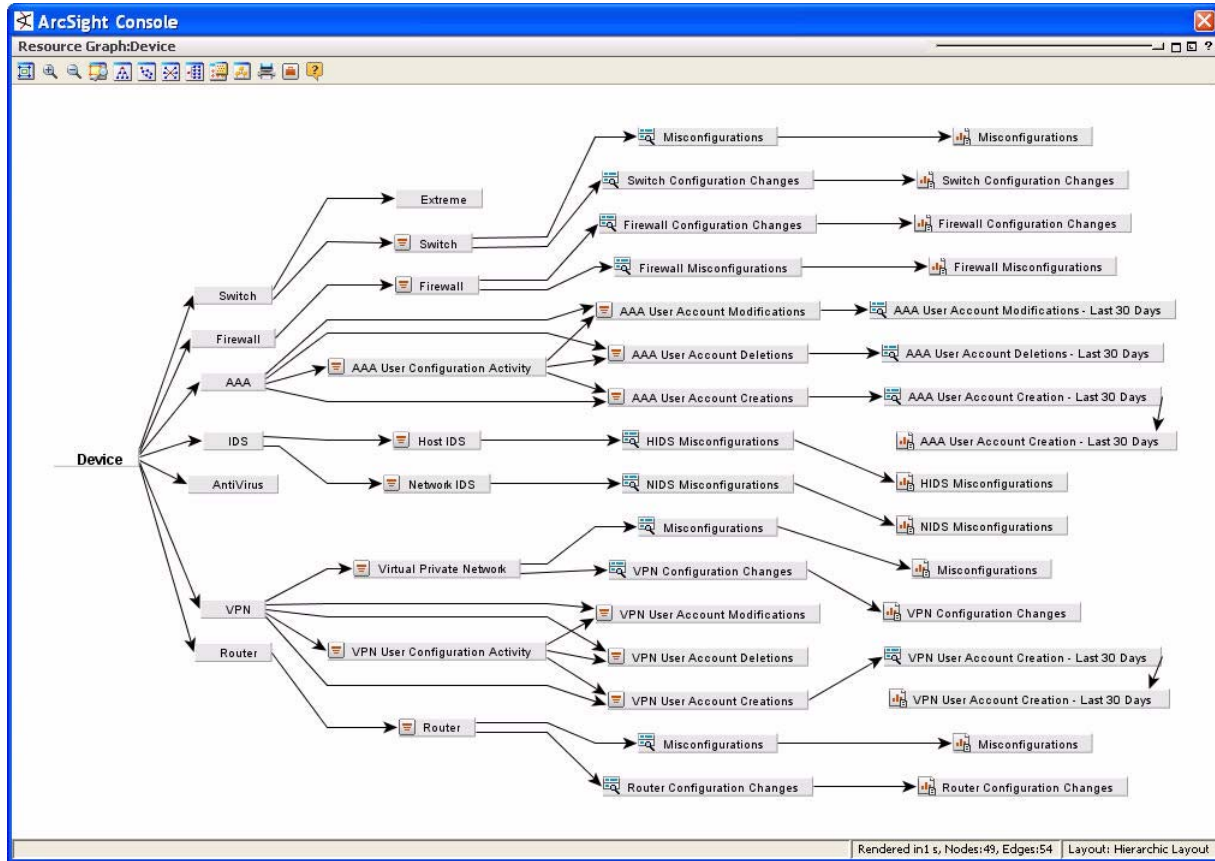 ArcSight Console
Resource Graph:Device
Misconfigurations Misconfigurations
Switch Configuration Changes Switch Configuration Changes
Extreme
Firewall Configuration Changes Firewall Configuration Changes
Switch
Firewall Misconfigurations Firewall Misconfigurations
Firewall
Switch
AAA User Account Modifications AAA User Account Modifications - Last 30 Days
Firewall
AAA User Account Deletions AAA User Account Deletions - Last 30 Days
AAA User Configuration Activity
AAA
AAA User Account Creations AAA User Account Creation - Last 30 Days
IDS Host IDS HIDS Misconfigurations AAA User Account Creation - Last 30 Days
Device
AntiVirus Network IDS NIDS Misconfigurations HIDS Misconfigurations
Misconfigurations NIDS Misconfigurations
Virtual Private Network VPN Configuration Changes Misconfigurations
VPN VPN User Account Modifications VPN Configuration Changes
Router VPN User Configuration Activity VPN User Account Deletions VPN User Account Creation - Last 30 Days
VPN User Account Creations VPN User Account Creation - Last 30 Days
Router
Misconfigurations Misconfigurations
Router Configuration Changes Router Configuration Changes
Rendered in1 s, Nodes:49, Edges:54 Layout: Hierarchic Layout